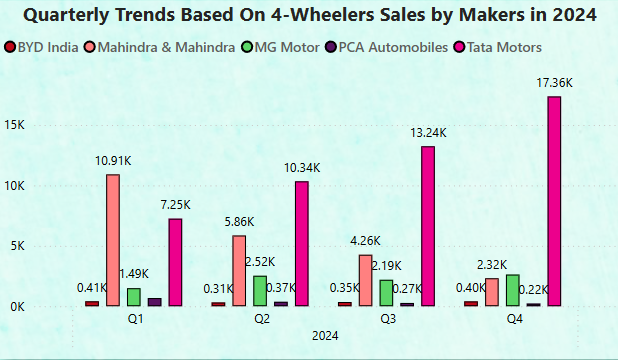 Quarterly Trends Based On 4-Wheelers Sales by Makers in 2024
BYD India Mahindra & Mahindra MG Motor PCA Automobiles Tata Motors
17.36K
15K
13.24K
10.91K
10.34K
10K
7.25K
5.86K
5K
4.26K
2.52K
2.32K
2.19K
1.49K
0.41K
0.31K
0.37K
0.35K
0.27K
0.40K
0.22K
0K
Q1 Q2 Q3 Q4
2024